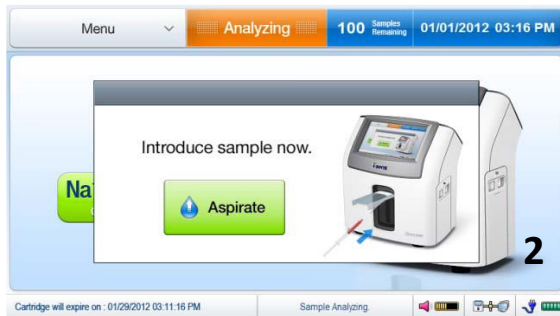 Menu
Analyzing
100 Samples Remaining
01/01/2012 03:16 PM
Introduce sample now.
Aspirate
Na
2
Cartridge will expire on : 01/29/2012 03:11:16 PM
Sample Analyzing.